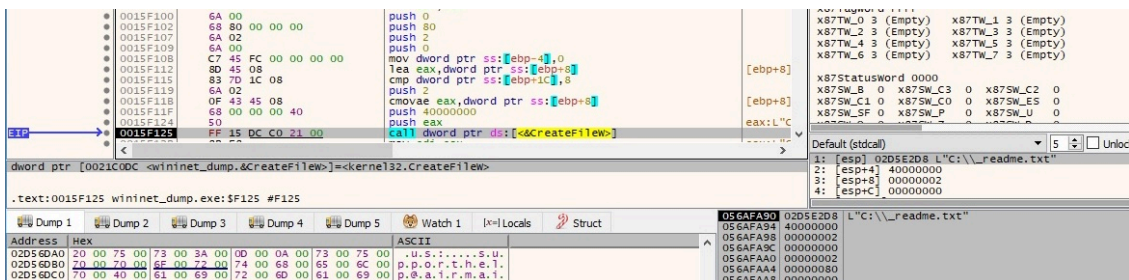 0015F100 6A 00 push 0
0015F102 68 80 00 00 00 push 80
0015F107 6A 02 push 2
0015F109 6A 00 push 0
0015F10B C7 45 FC 00 00 00 00 mov dword ptr ss:[ebp-4],0
0015F112 8D 45 08 lea eax,dword ptr ss:[ebp+8] [ebp+8]
0015F115 83 7D 1C 08 cmp dword ptr ss:[ebp+1C],8
0015F119 6A 02 push 2
0015F11B 0F 43 45 08 cmovae eax,dword ptr ss:[ebp+8] [ebp+8]
0015F11F 68 00 00 00 40 push 40000000
0015F124 50 push eax eax:L"C
EIP 0015F125 FF 15 DC C0 21 00 call dword ptr ds:[<&CreateFileW>]
x87TW_0 3 (Empty) x87TW_1 3 (Empty)
x87TW_2 3 (Empty) x87TW_3 3 (Empty)
x87TW_4 3 (Empty) x87TW_5 3 (Empty)
x87TW_6 3 (Empty) x87TW_7 3 (Empty)
x87StatusWord 0000
x87SW_B 0 x87SW_C3 0 x87SW_C2 0
x87SW_C1 0 x87SW_C0 0 x87SW_ES 0
x87SW_SF 0 x87SW_P 0 x87SW_U 0
Default (stdcall) 5 Unloc
1: [esp] 02D5E2D8 L"C:\\_readme.txt"
2: [esp+4] 40000000
3: [esp+8] 00000002
4: [esp+C] 00000000
dword ptr [0021C0DC <wininet_dump.&CreateFileW>]=<kernel32.CreateFileW>
.text:0015F125 wininet_dump.exe:$F125 #F125
Dump 1 Dump 2 Dump 3 Dump 4 Dump 5 Watch 1 [x=] Locals Struct
Address Hex ASCII
02D56DA0 20 00 75 00 73 00 3A 00 0D 00 0A 00 73 00 75 00 .u.s.:.....s.u.
02D56DB0 70 00 70 00 6F 00 72 00 74 00 68 00 65 00 6C 00 p.p.o.r.t.h.e.l.
02D56DC0 70 00 40 00 61 00 69 00 72 00 6D 00 61 00 69 00 p.@.a.i.r.m.a.i.
056AFA90 02D5E2D8 L"C:\\_readme.txt"
056AFA94 40000000
056AFA98 00000002
056AFA9C 00000000
056AFAA0 00000002
056AFAA4 00000080
056AFAA8 00000000